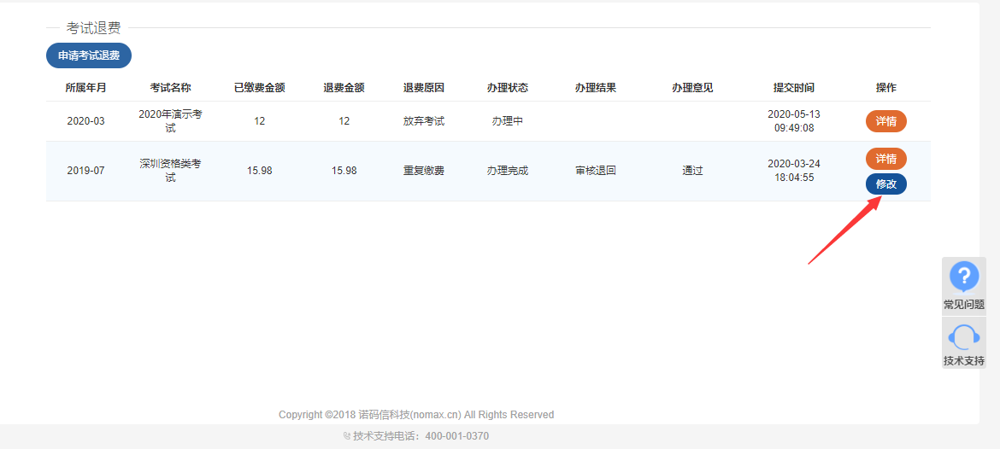 考试退费
申请考试退费
所属年月 考试名称 已缴费金额 退费金额 退费原因 办理状态 办理结果 办理意见 提交时间 操作
2020-03 2020年演示考试 12 12 放弃考试 办理中 2020-05-13 09:49:08 详情
2019-07 深圳资格类考试 15.98 15.98 重复缴费 办理完成 审核退回 通过 2020-03-24 18:04:55 详情
修改
常见问题
技术支持
Copyright ©2018 诺码信科技(nomax.cn) All Rights Reserved
技术支持电话：400-001-0370